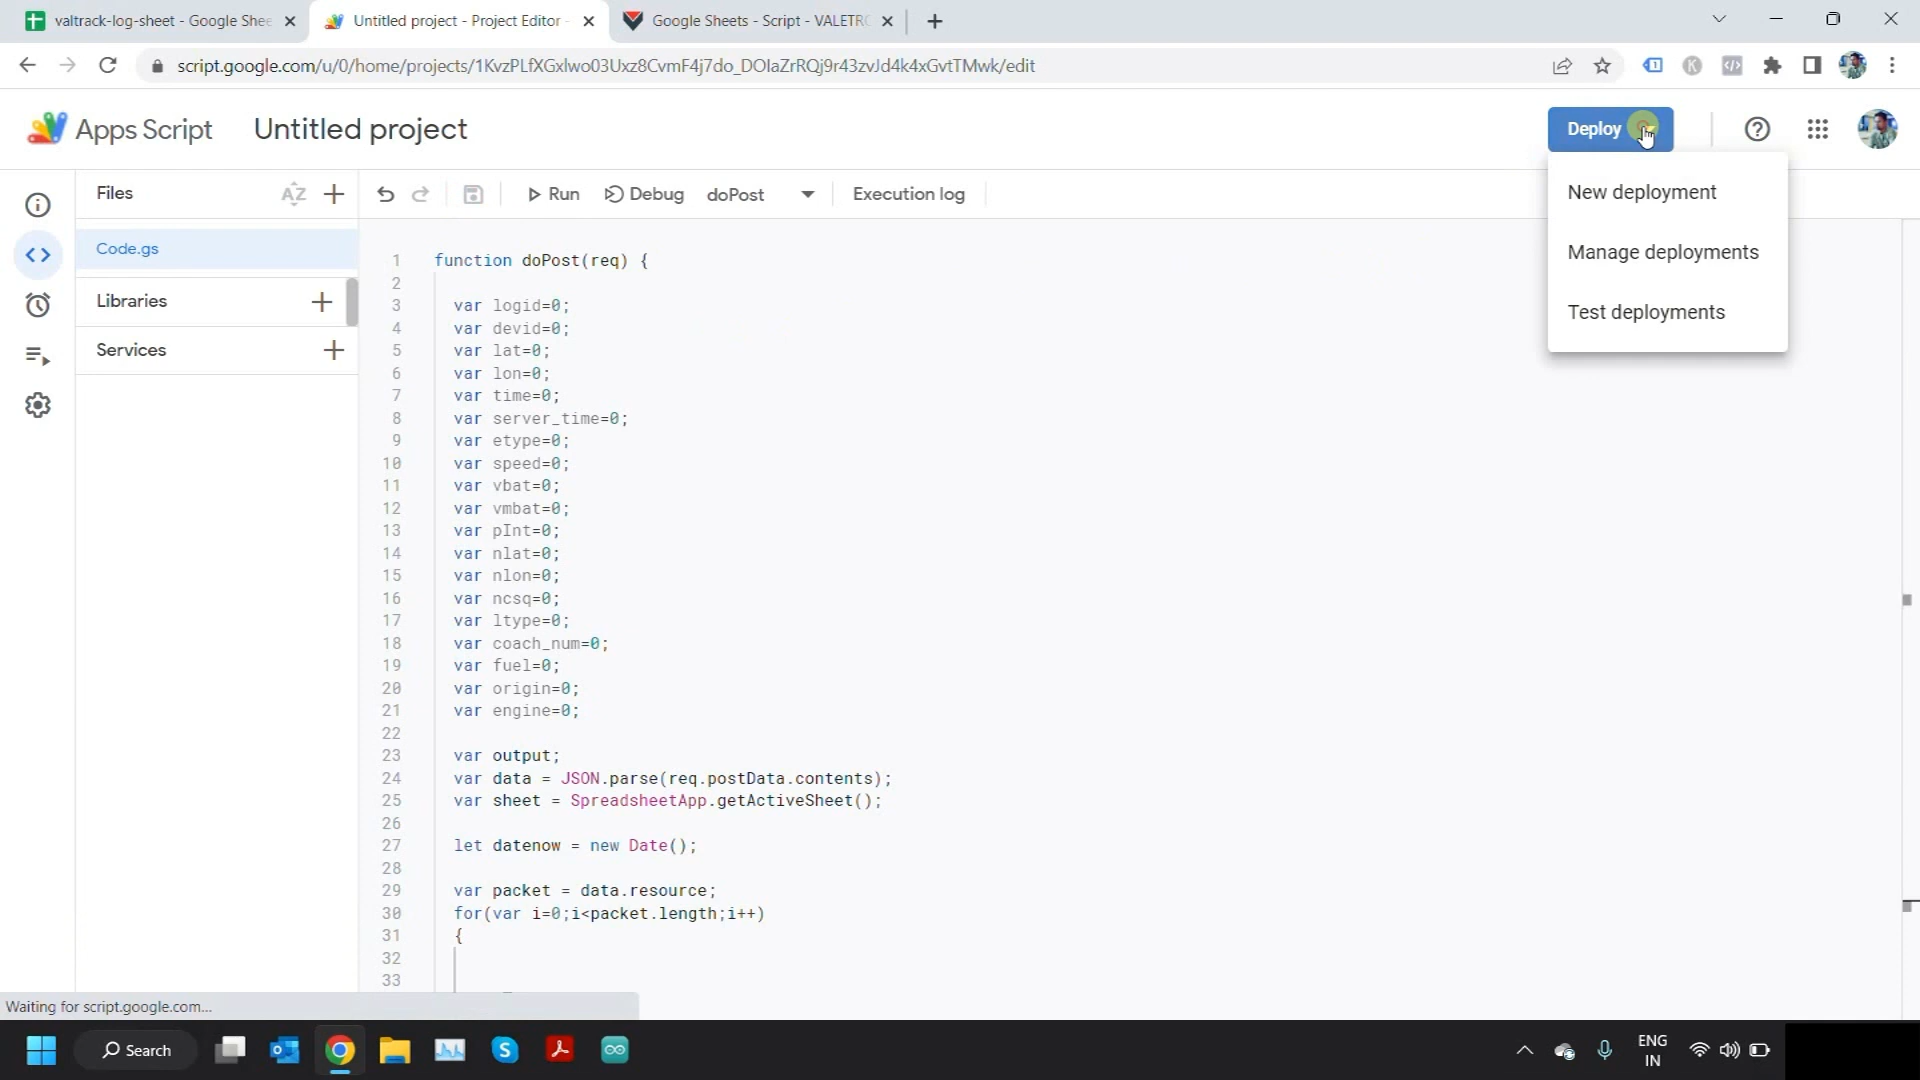 valtrack-log-sheet - Google Shee
Untitled project - Project Editor -
Google Sheets - Script - VALETRO
script.google.com/u/0/home/projects/1KvzPLfXGxlwo03Uxz8CvmF4j7do_DOIaZrRQj9r43zvJd4k4xGvtTMwk/edit
Apps Script
Untitled project
Deploy
New deployment
Manage deployments
Test deployments
Files
AZ
Run
Debug
doPost
Execution log
Code.gs
Libraries
Services
1 function doPost(req) {
2
3 var logid=0;
4 var devid=0;
5 var lat=0;
6 var lon=0;
7 var time=0;
8 var server_time=0;
9 var etype=0;
10 var speed=0;
11 var vbat=0;
12 var vmbat=0;
13 var pInt=0;
14 var nlat=0;
15 var nlon=0;
16 var ncsq=0;
17 var ltype=0;
18 var coach_num=0;
19 var fuel=0;
20 var origin=0;
21 var engine=0;
22
23 var output;
24 var data = JSON.parse(req.postData.contents);
25 var sheet = SpreadsheetApp.getActiveSheet();
26
27 let datenow = new Date();
28
29 var packet = data.resource;
30 for(var i=0;i<packet.length;i++)
31 {
32
33
Waiting for script.google.com...
Search
ENG
IN